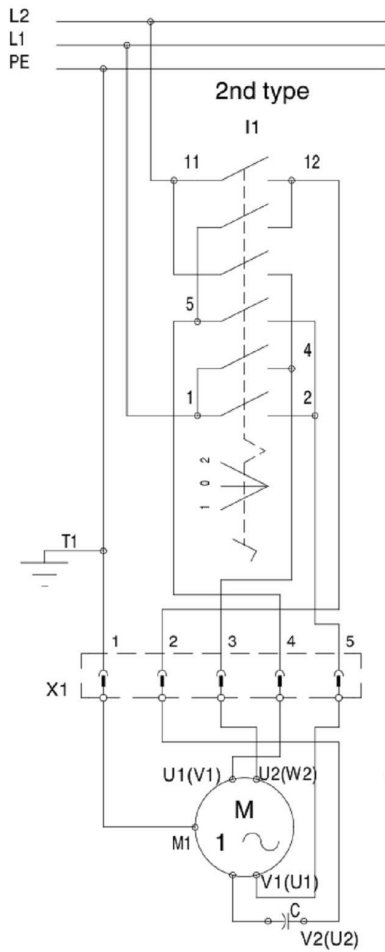 L2
L1
PE
2nd type
I1
11 12
5
4
1 2
1 0 2
T1
1 2 3 4 5
X1
U1(V1) U2(W2)
M
M1 1
V1(U1)
C
V2(U2)